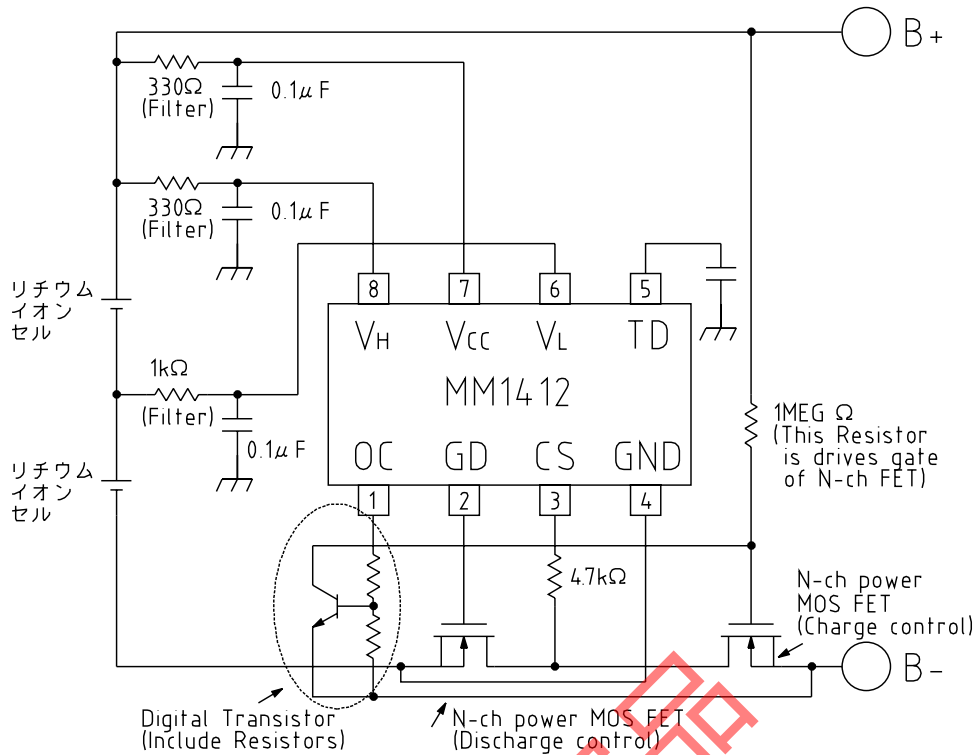 B+
330Ω
(Filter)
0.1μF
330Ω
(Filter)
0.1μF
8
7
6
5
リチウム
イオン
セル
VH
VCC
VL
TD
1kΩ
(Filter)
MM1412
1MEG Ω
(This Resistor
is drives gate
of N-ch FET)
0.1μF
OC
GD
CS
GND
リチウム
イオン
セル
1
2
3
4
4.7kΩ
N-ch power
MOS FET
(Charge control)
B-
Digital Transistor
(Include Resistors)
N-ch power MOS FET
(Discharge control)
品